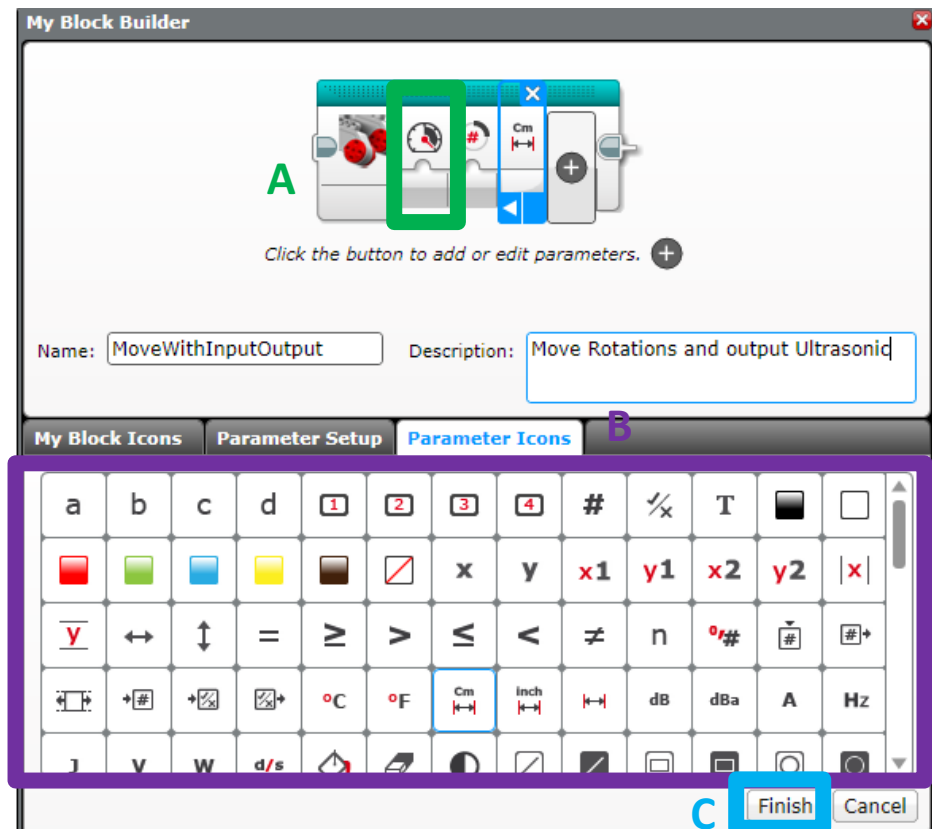 My Block Builder
#
Cm
A
Click the button to add or edit parameters.
Name: MoveWithInputOutput Description: Move Rotations and output Ultrasonic
B
My Block Icons Parameter Setup Parameter Icons
a b c d 1 2 3 4 # ✓/x T
x y x1 y1 x2 y2 |x|
y ↔ ↕ = ≥ > ≤ < ≠ n °/# # #
# ✓/x ✓/x °C °F Cm inch dB dBa A Hz
J V W d/s
C Finish Cancel